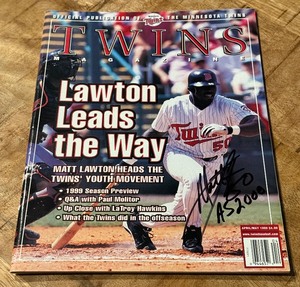 OFFICIAL PUBLICATION OF THE MINNESOTA TWINS
TWINS
MAGAZINE
Lawton
Leads
the Way
MATT LAWTON HEADS THE
TWINS' YOUTH MOVEMENT
• 1999 Season Preview
• Q&A with Paul Molitor
• Up Close with LaTroy Hawkins
• What the Twins did in the offseason
Twins
50
AS 2000
APRIL/MAY 1999